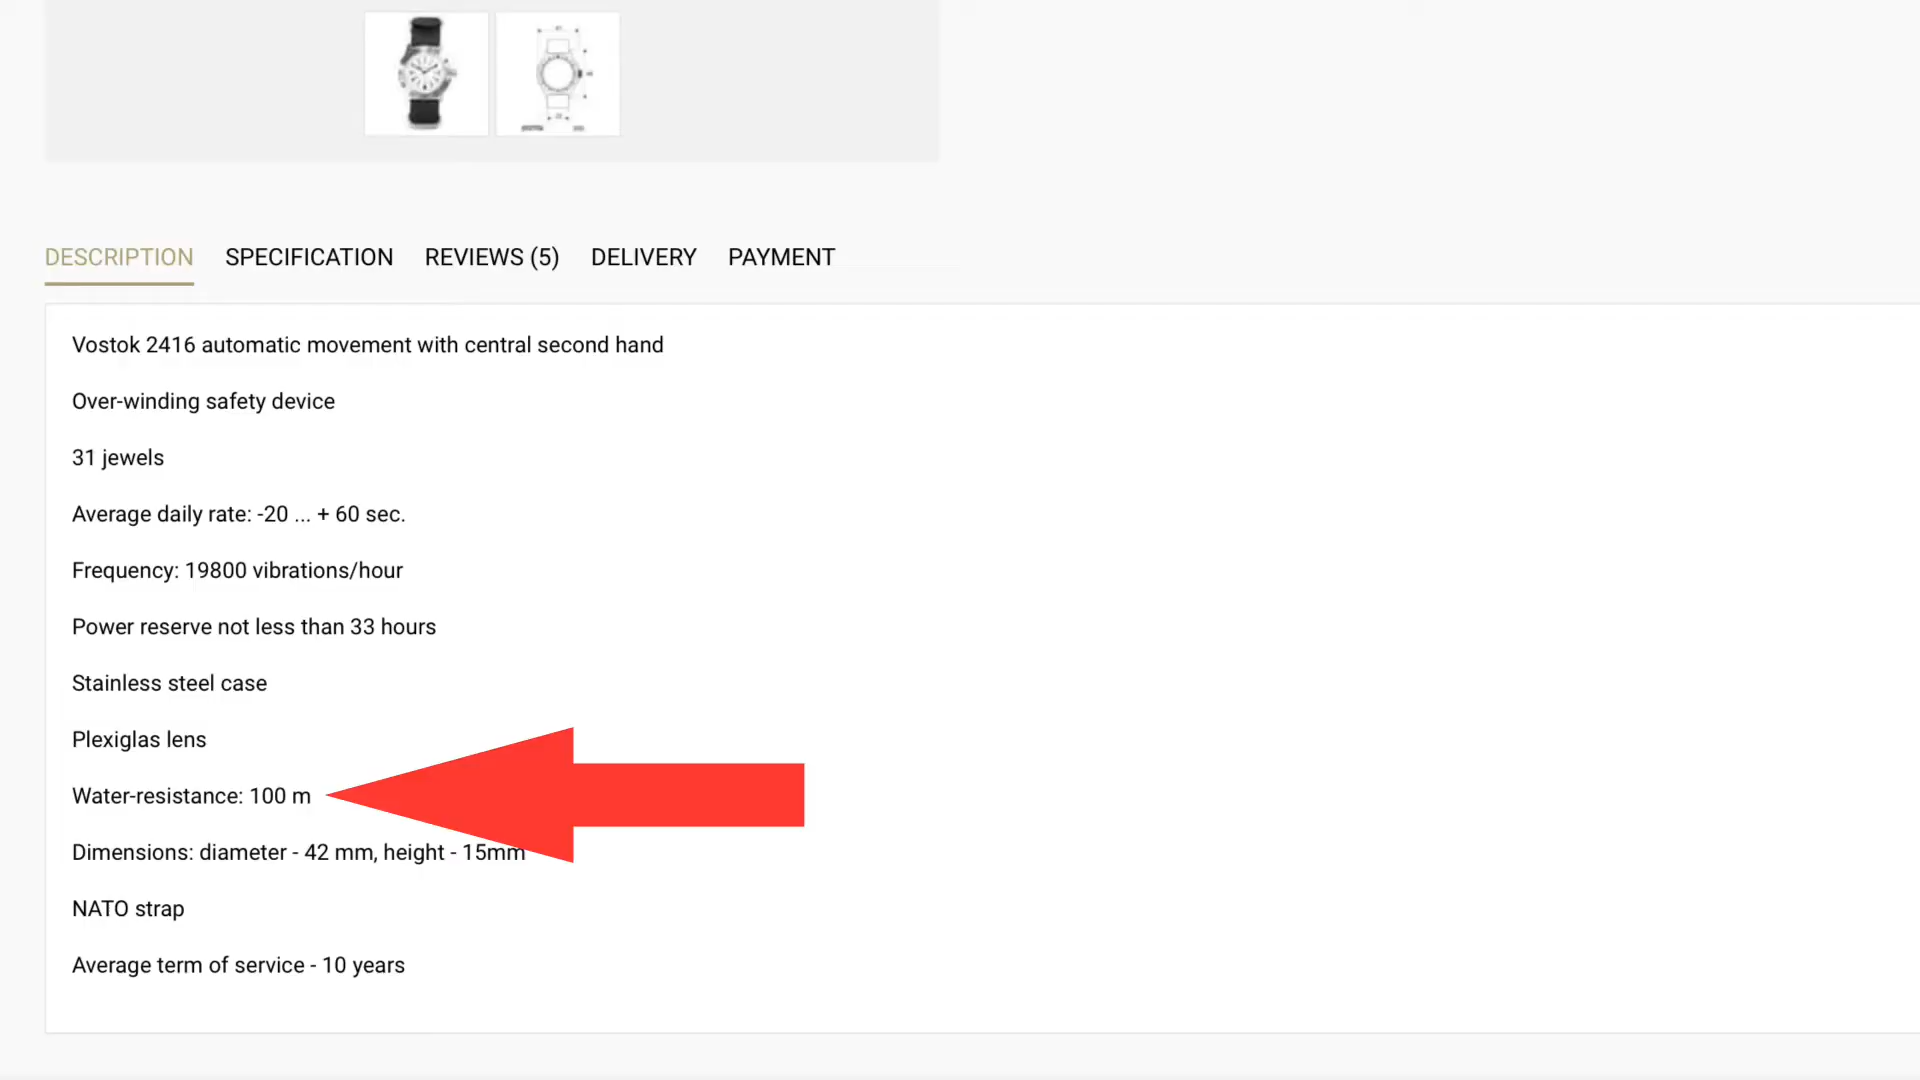 DESCRIPTION SPECIFICATION REVIEWS (5) DELIVERY PAYMENT
Vostok 2416 automatic movement with central second hand
Over-winding safety device
31 jewels
Average daily rate: -20 ... + 60 sec.
Frequency: 19800 vibrations/hour
Power reserve not less than 33 hours
Stainless steel case
Plexiglas lens
Water-resistance: 100 m
Dimensions: diameter - 42 mm, height - 15mm
NATO strap
Average term of service - 10 years